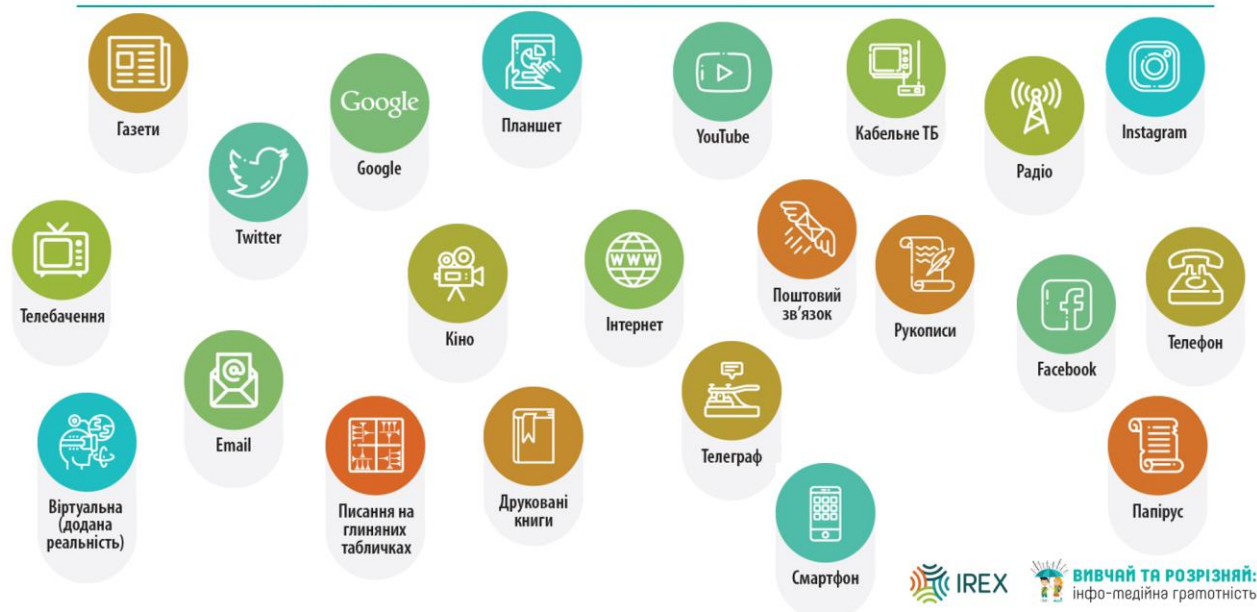 Газети
Twitter
Google
Google
Планшет
YouTube
Кабельне ТБ
Радіо
Instagram
Телебачення
Кіно
WWW
Інтернет
Поштовий
зв’язок
Рукописи
Facebook
Телефон
Email
Віртуальна
(додана
реальність)
Писання на
глиняних
табличках
Друковані
книги
Телеграф
Смартфон
Папірус
IREX
ВИВЧАЙ ТА РОЗРІЗНЯЙ:
інфо-медійна грамотність